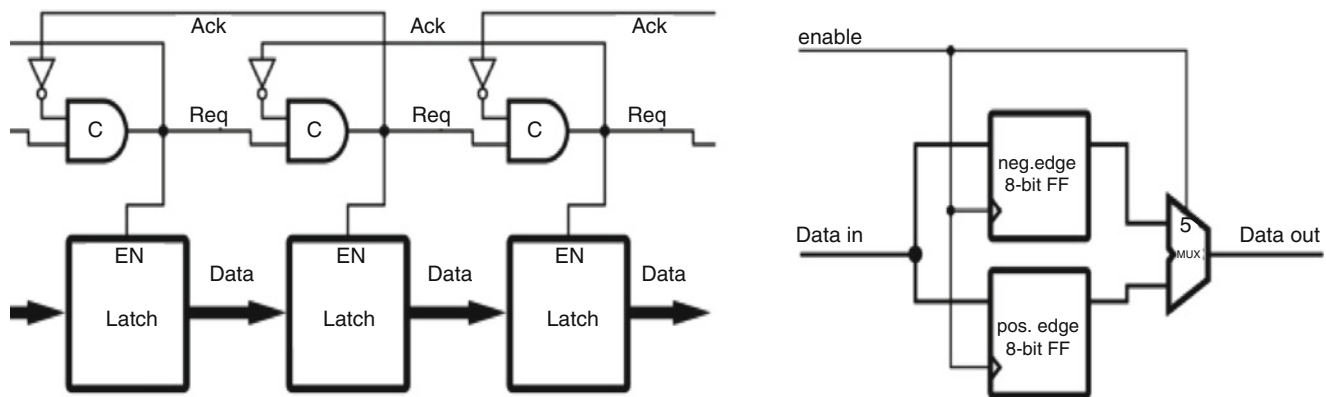 Ack
Ack
Ack
C
Req
C
Req
C
Req
EN
EN
EN
Data
Data
Data
Latch
Latch
Latch
enable
neg.edge
8-bit FF
Data in
5
MUX
Data out
pos. edge
8-bit FF